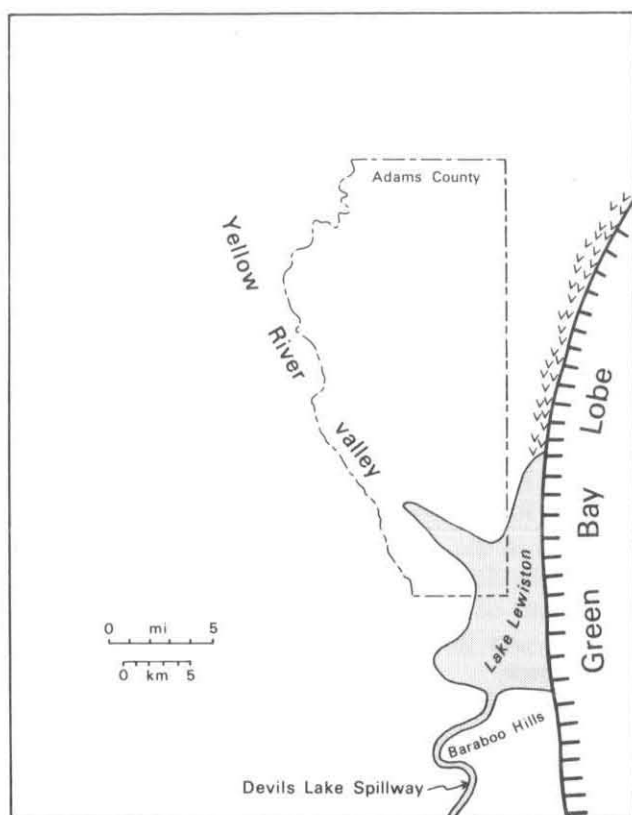 Adams County
Yellow River valley
Green Bay Lobe
Lake Lewiston
0 mi 5
0 km 5
Baraboo Hills
Devils Lake Spillway